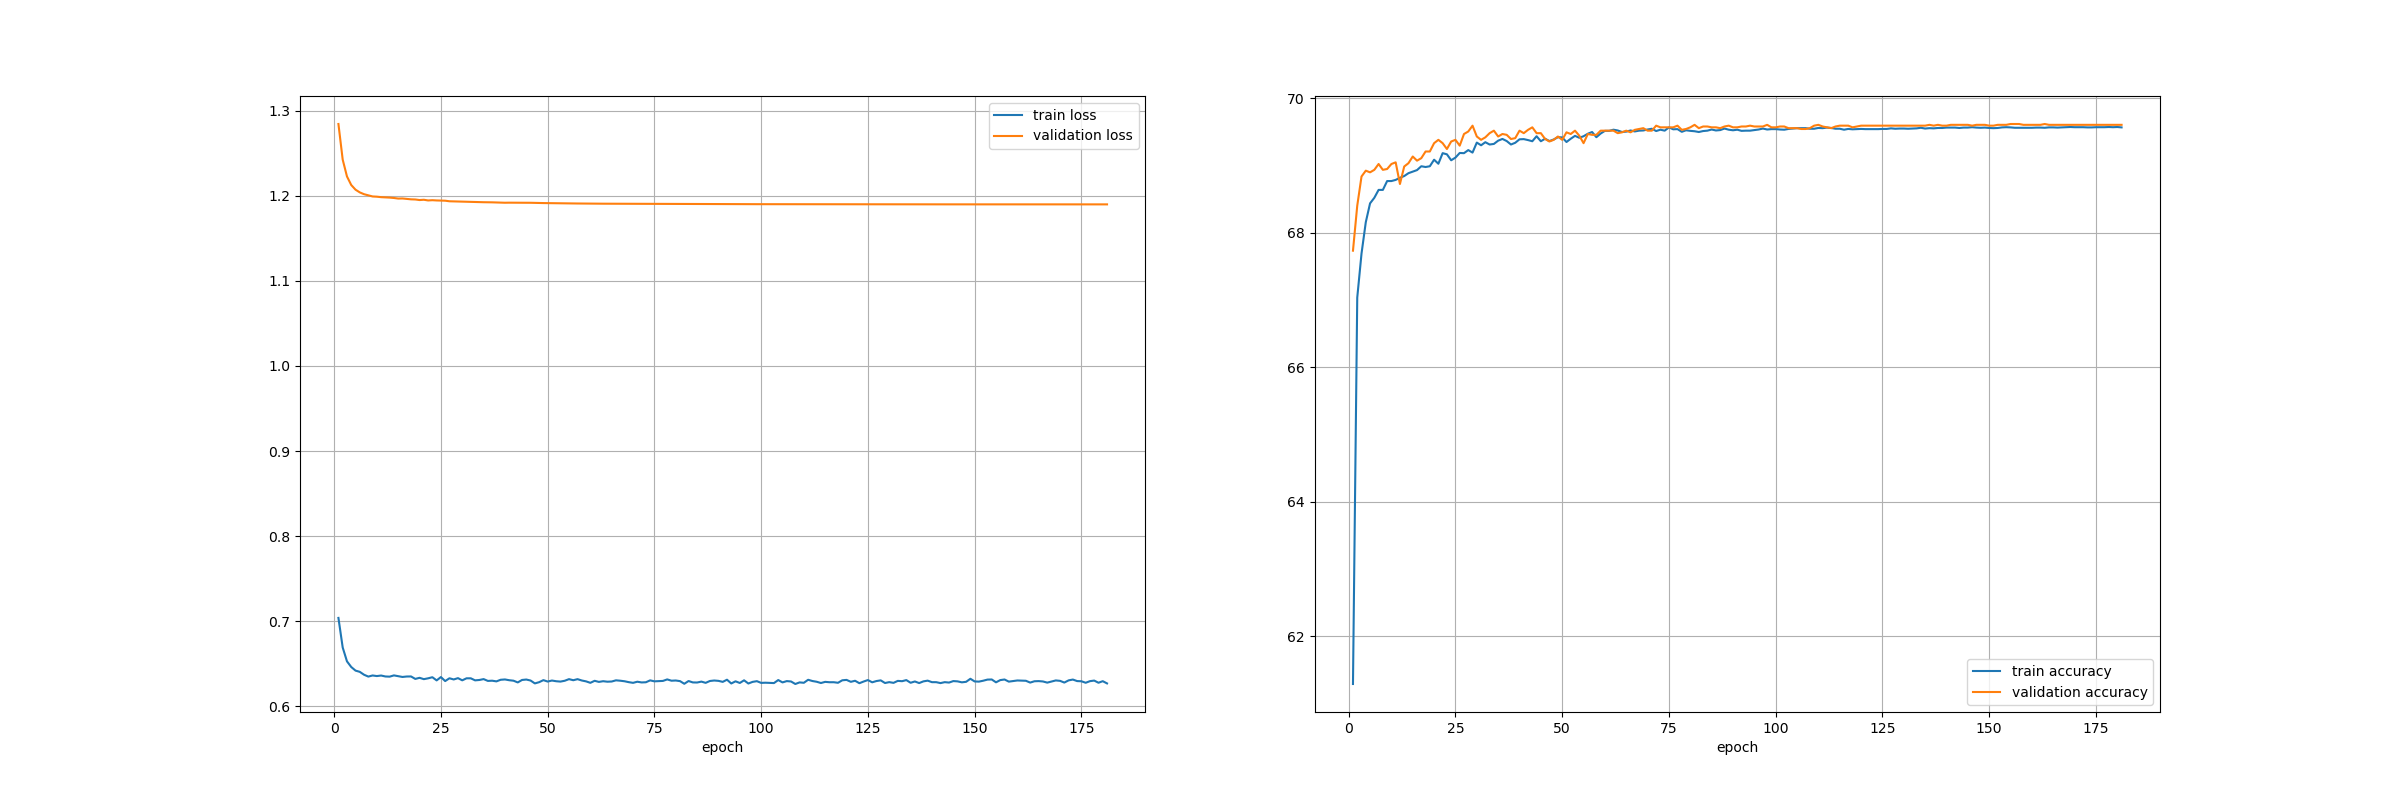 1.3
1.2
1.1
1.0
0.9
0.8
0.7
0.6
0 25 50 75 100 125 150 175
epoch
train loss
validation loss
70
68
66
64
62
0 25 50 75 100 125 150 175
epoch
train accuracy
validation accuracy